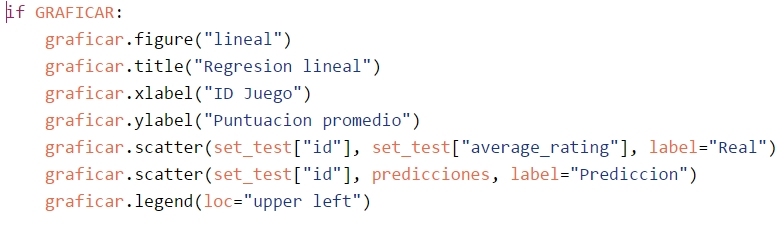 if GRAFICAR:
    graficar.figure("lineal")
    graficar.title("Regresion lineal")
    graficar.xlabel("ID Juego")
    graficar.ylabel("Puntuacion promedio")
    graficar.scatter(set_test["id"], set_test["average_rating"], label="Real")
    graficar.scatter(set_test["id"], predicciones, label="Prediccion")
    graficar.legend(loc="upper left")